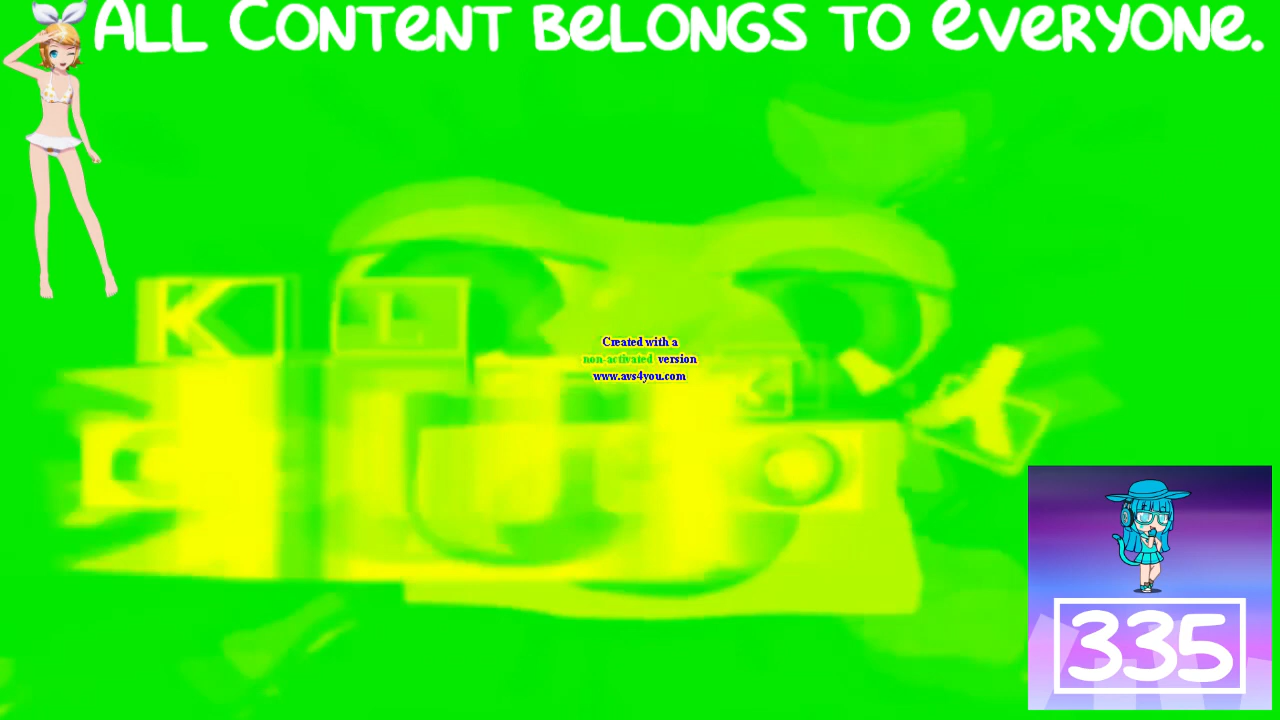 ALL CONTENT BELONGS TO EVERYONE.
K L
Created with a
non-activated version
www.avs4you.com
K
Y
335